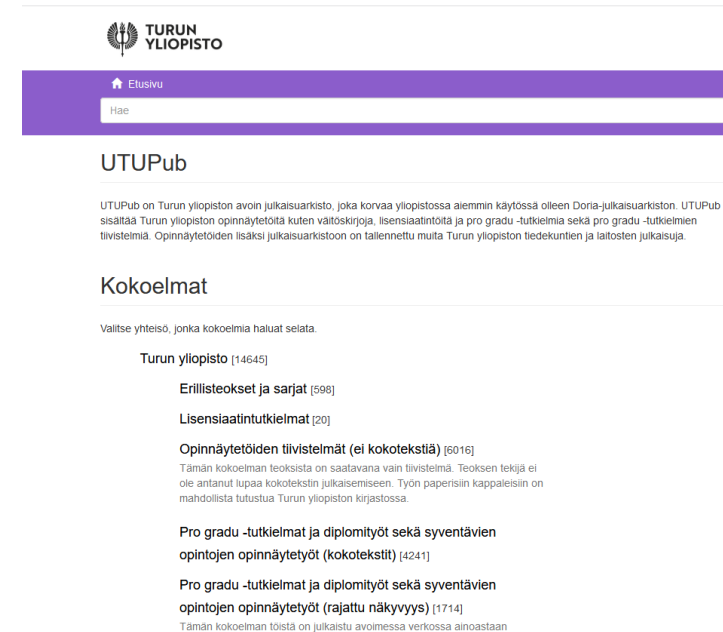 TURUN
YLIOPISTO
Etusivu
Hae
UTUPub
UTUPub on Turun yliopiston avoin julkaisuarkisto, joka korvaa yliopistossa aiemmin käytössä olleen Doria-julkaisuarkiston. UTUPub
sisältää Turun yliopiston opinnäytetöitä kuten väitöskirjoja, lisensiaatintöitä ja pro gradu -tutkielmia sekä pro gradu -tutkielmien
tiivistelmiä. Opinnäytetöiden lisäksi julkaisuarkistoon on tallennettu muita Turun yliopiston tiedekuntien ja laitosten julkaisuja.
Kokoelmat
Valitse yhteisö, jonka kokoelmia haluat selata.
Turun yliopisto [14645]
Erillisteokset ja sarjat [598]
Lisensiaatintutkielmat [20]
Opinnäytetöiden tiivistelmät (ei kokotekstiä) [6016]
Tämän kokoelman teoksista on saatavana vain tiivistelmä. Teoksen tekijä ei
ole antanut lupaa kokotekstin julkaisemiseen. Työn paperisiin kappaleisiin on
mahdollista tutustua Turun yliopiston kirjastossa.
Pro gradu -tutkielmat ja diplomityöt sekä syventävien
opintojen opinnäytetyöt (kokotekstit) [4241]
Pro gradu -tutkielmat ja diplomityöt sekä syventävien
opintojen opinnäytetyöt (rajattu näkyvyys) [1714]
Tämän kokoelman töistä on julkaistu avoimessa verkossa ainoastaan